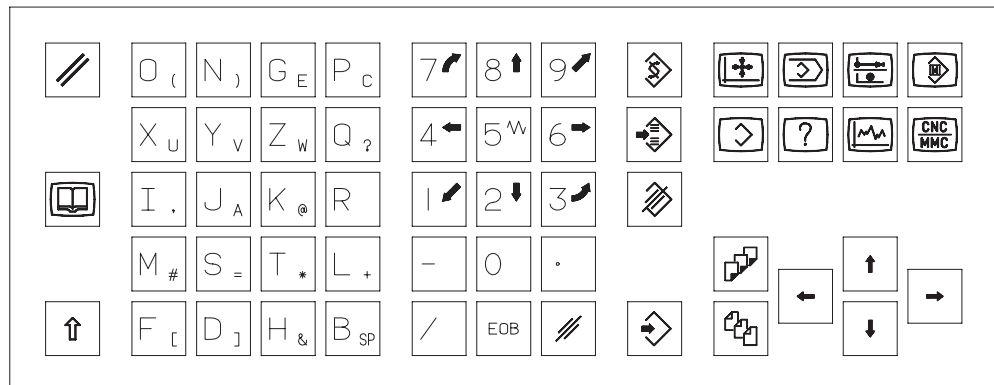 O ( N ) G E P C 7 8 9
X U Y V Z W Q ? 4 5 6 ? CNC MMC
I , J A K @ R 1 2 3
M # S = T * L + - 0 .
F [ D ] H & B SP / EOB